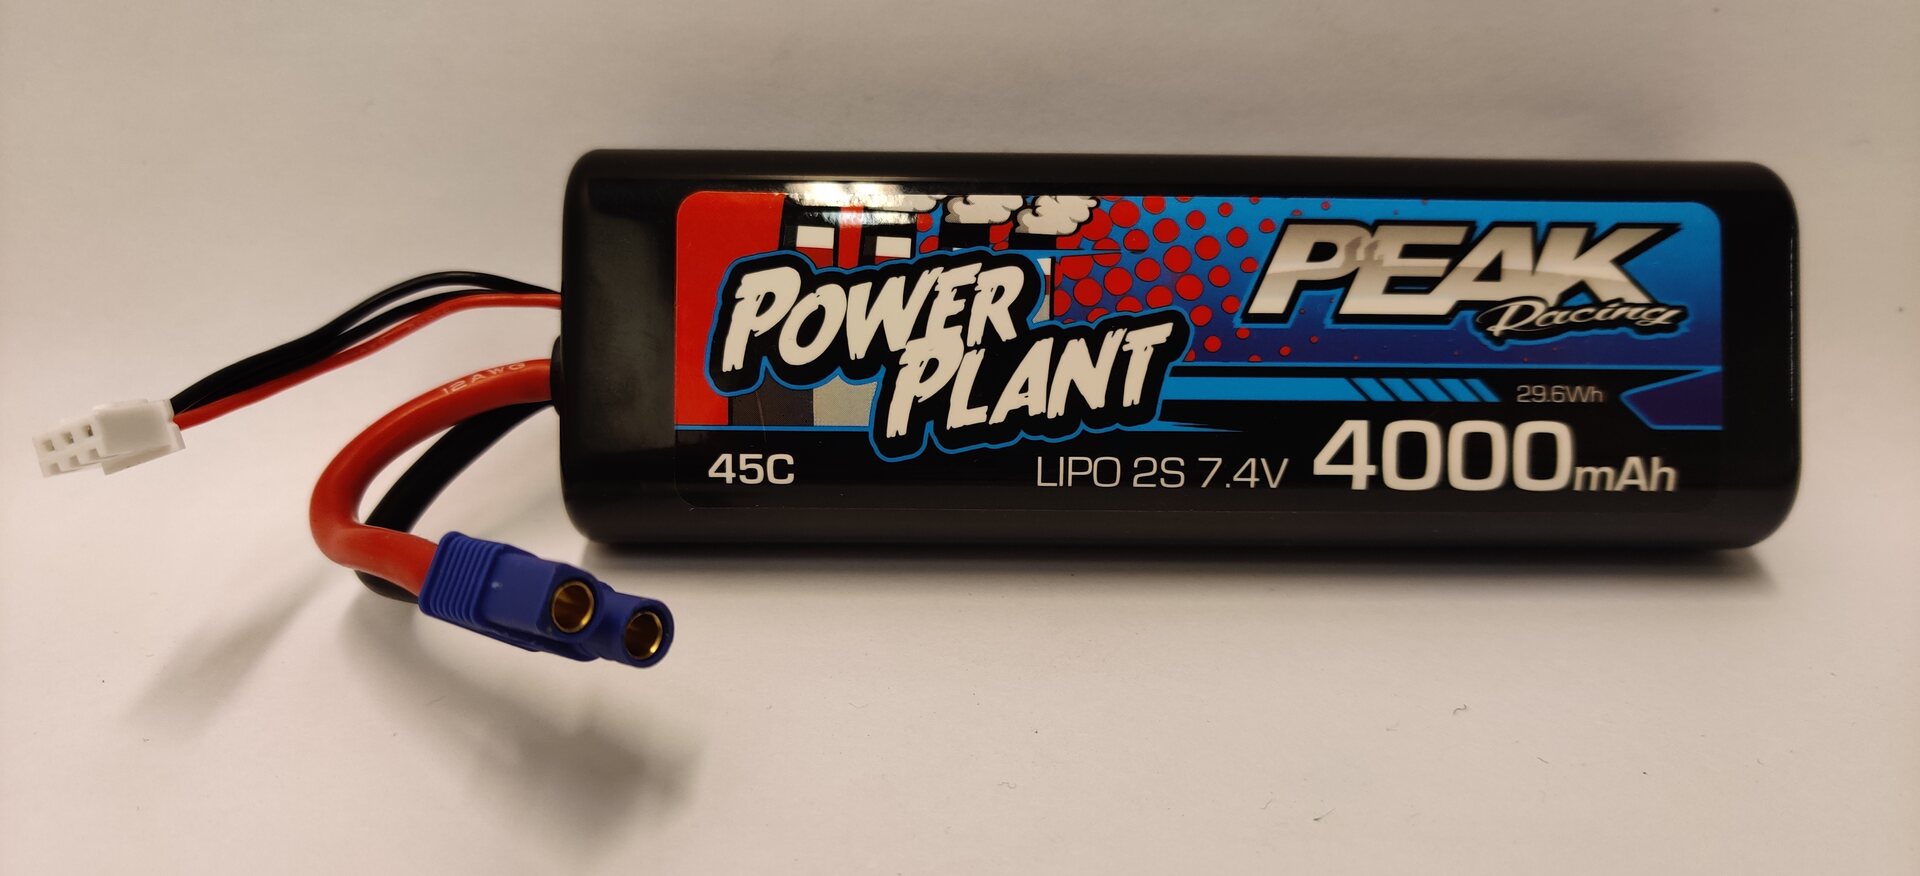 POWER
PLANT
PEAK
Racing
29.6Wh
45C
LIPO 2S 7.4V 4000mAh
12AWG